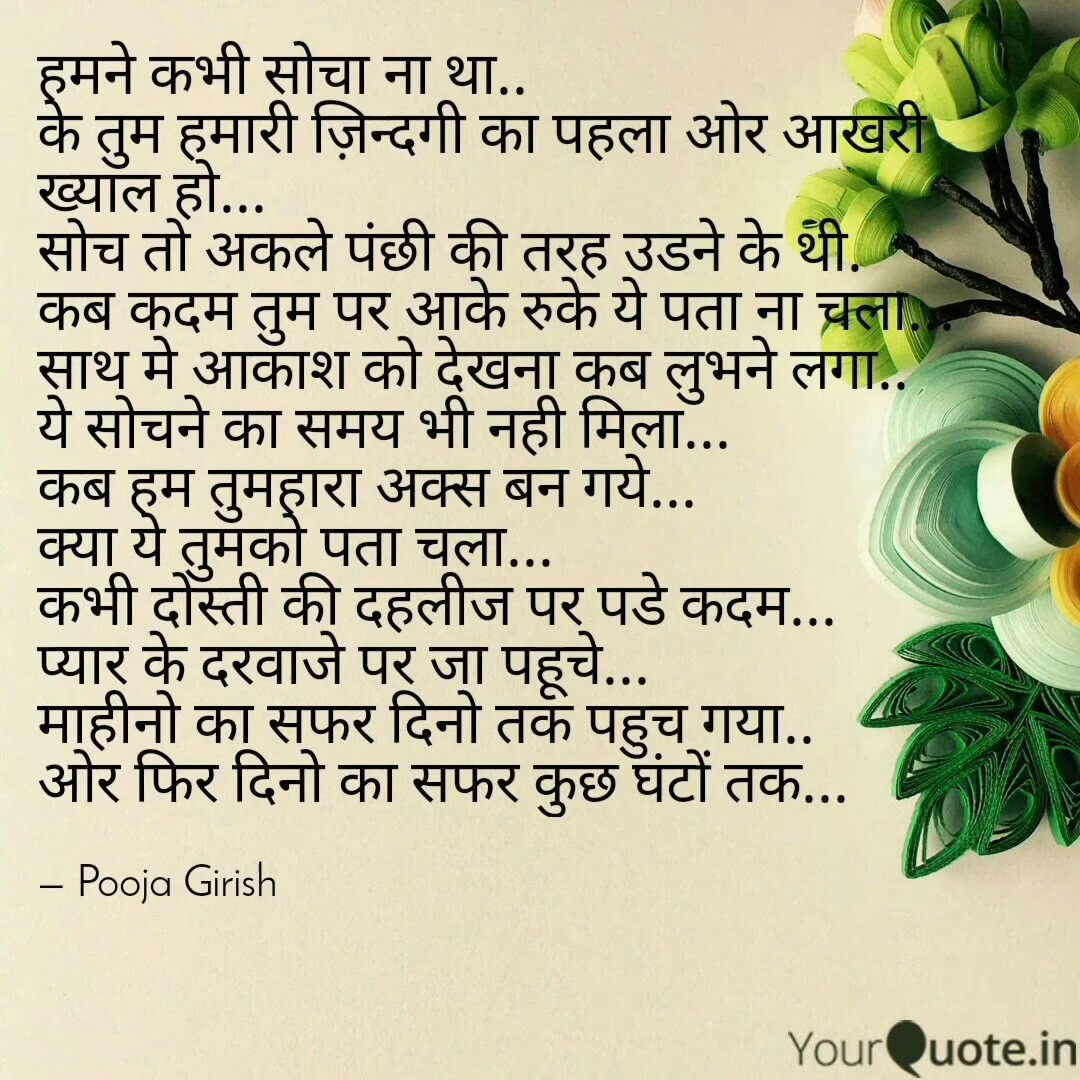 हमने कभी सोचा ना था..
के तुम हमारी ज़िन्दगी का पहला ओर आखरी
ख्याल हो...
सोच तो अकले पंछी की तरह उडने के थी.
कब कदम तुम पर आके रुके ये पता ना चला...
साथ मे आकाश को देखना कब लुभने लगा..
ये सोचने का समय भी नही मिला...
कब हम तुमहारा अक्स बन गये...
क्या ये तुमको पता चला...
कभी दोस्ती की दहलीज पर पडे कदम...
प्यार के दरवाजे पर जा पहूचे...
माहीनो का सफर दिनो तक पहुच गया..
ओर फिर दिनो का सफर कुछ घंटों तक...
– Pooja Girish
YourQuote.in